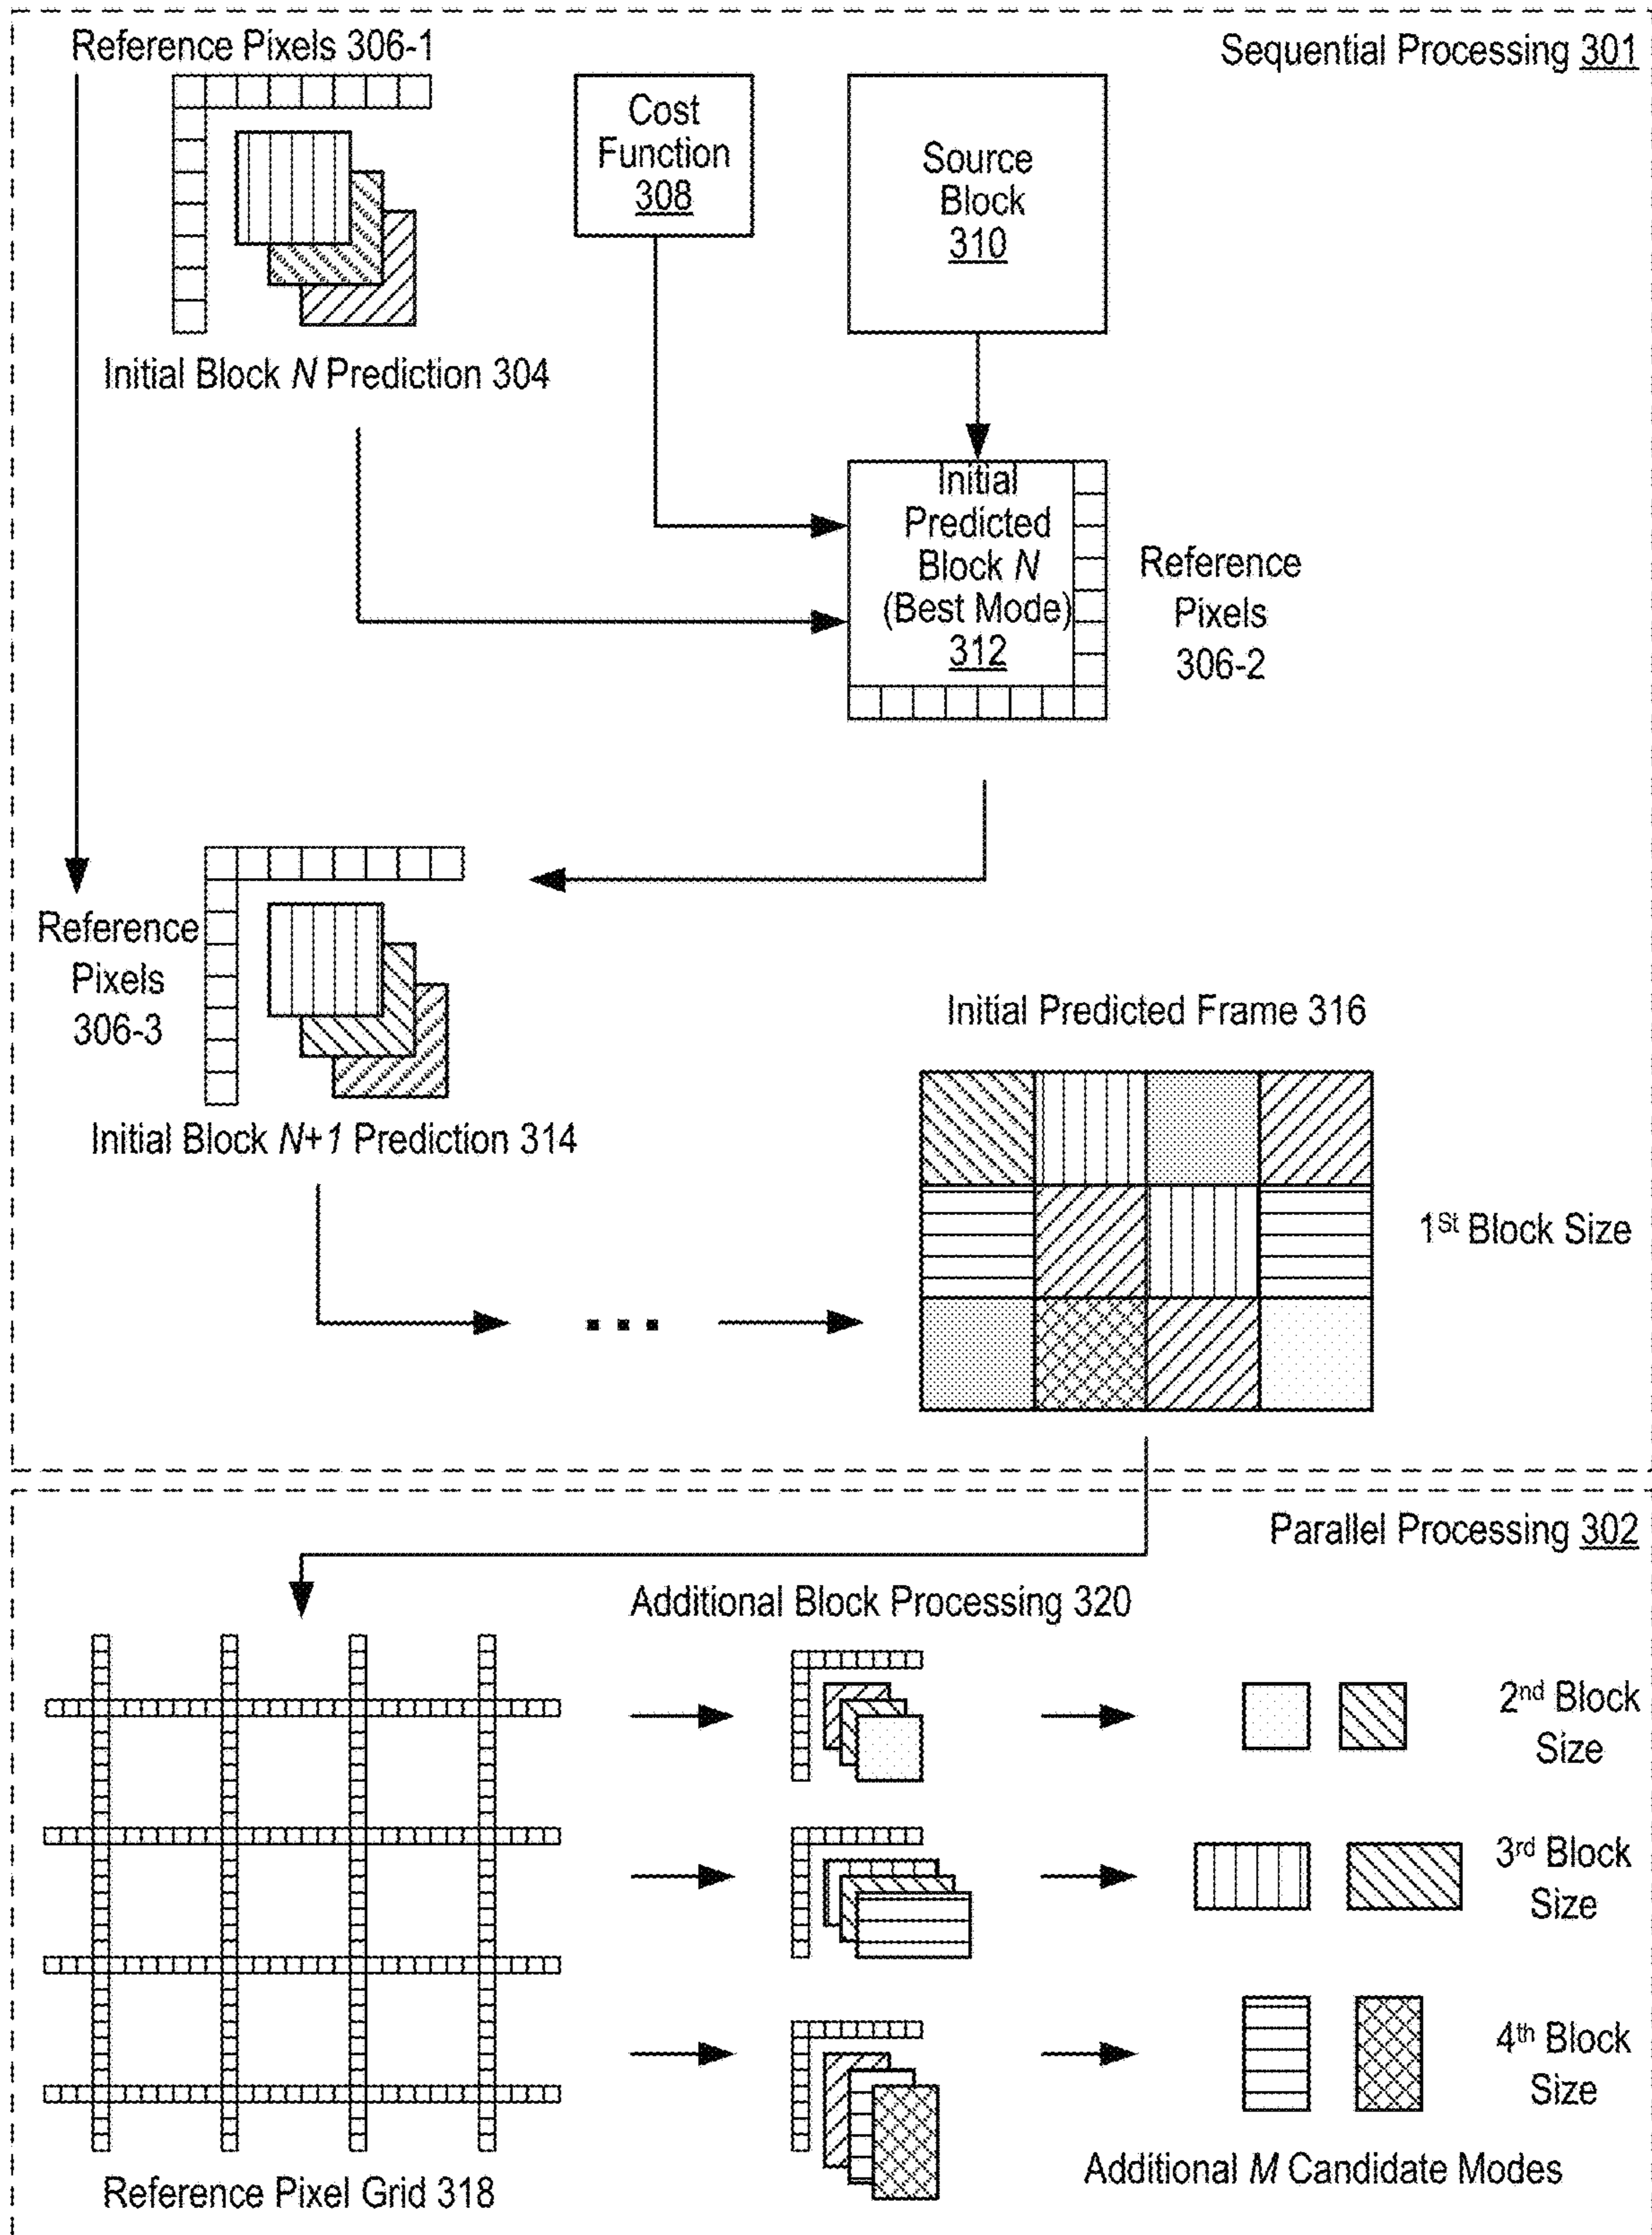 Reference Pixels 306-1
Sequential Processing 301
Cost
Function
308
Source
Block
310
Initial Block N Prediction 304
Initial
Predicted
Block N
(Best Mode)
312
Reference
Pixels
306-2
Reference
Pixels
306-3
Initial Block N+1 Prediction 314
Initial Predicted Frame 316
1St Block Size
...
Parallel Processing 302
Additional Block Processing 320
2nd Block
Size
3rd Block
Size
4th Block
Size
Additional M Candidate Modes
Reference Pixel Grid 318